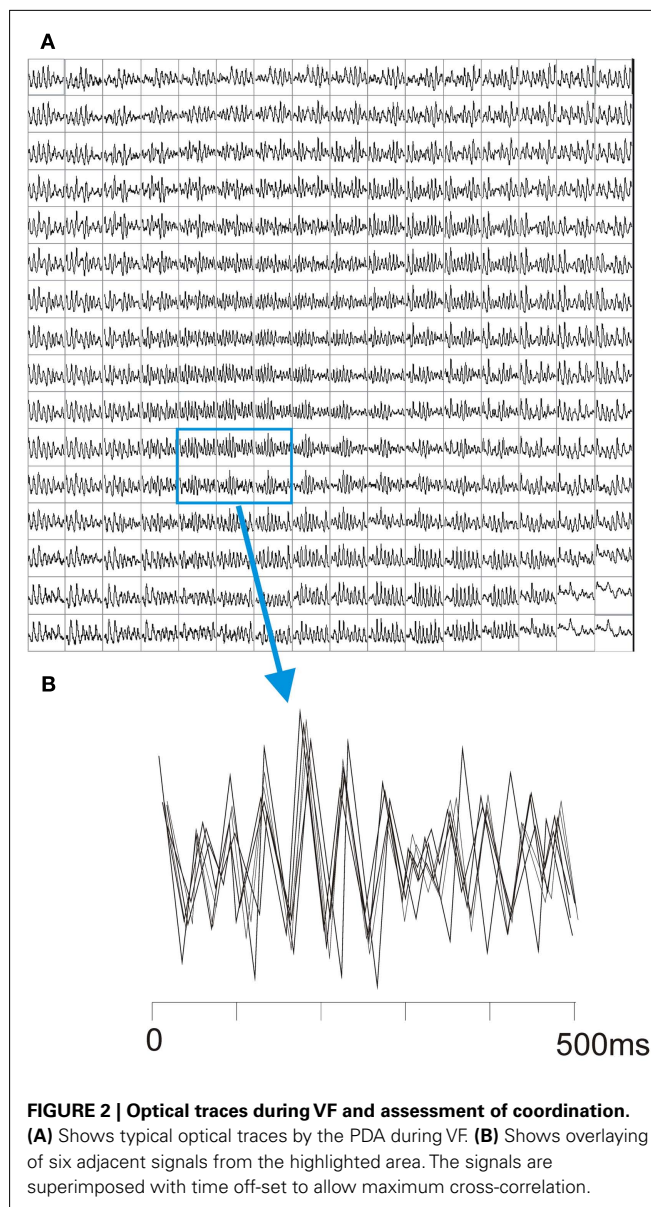 A
B
0
500ms
FIGURE 2 | Optical traces during VF and assessment of coordination.
(A) Shows typical optical traces by the PDA during VF. (B) Shows overlaying
of six adjacent signals from the highlighted area. The signals are
superimposed with time off-set to allow maximum cross-correlation.